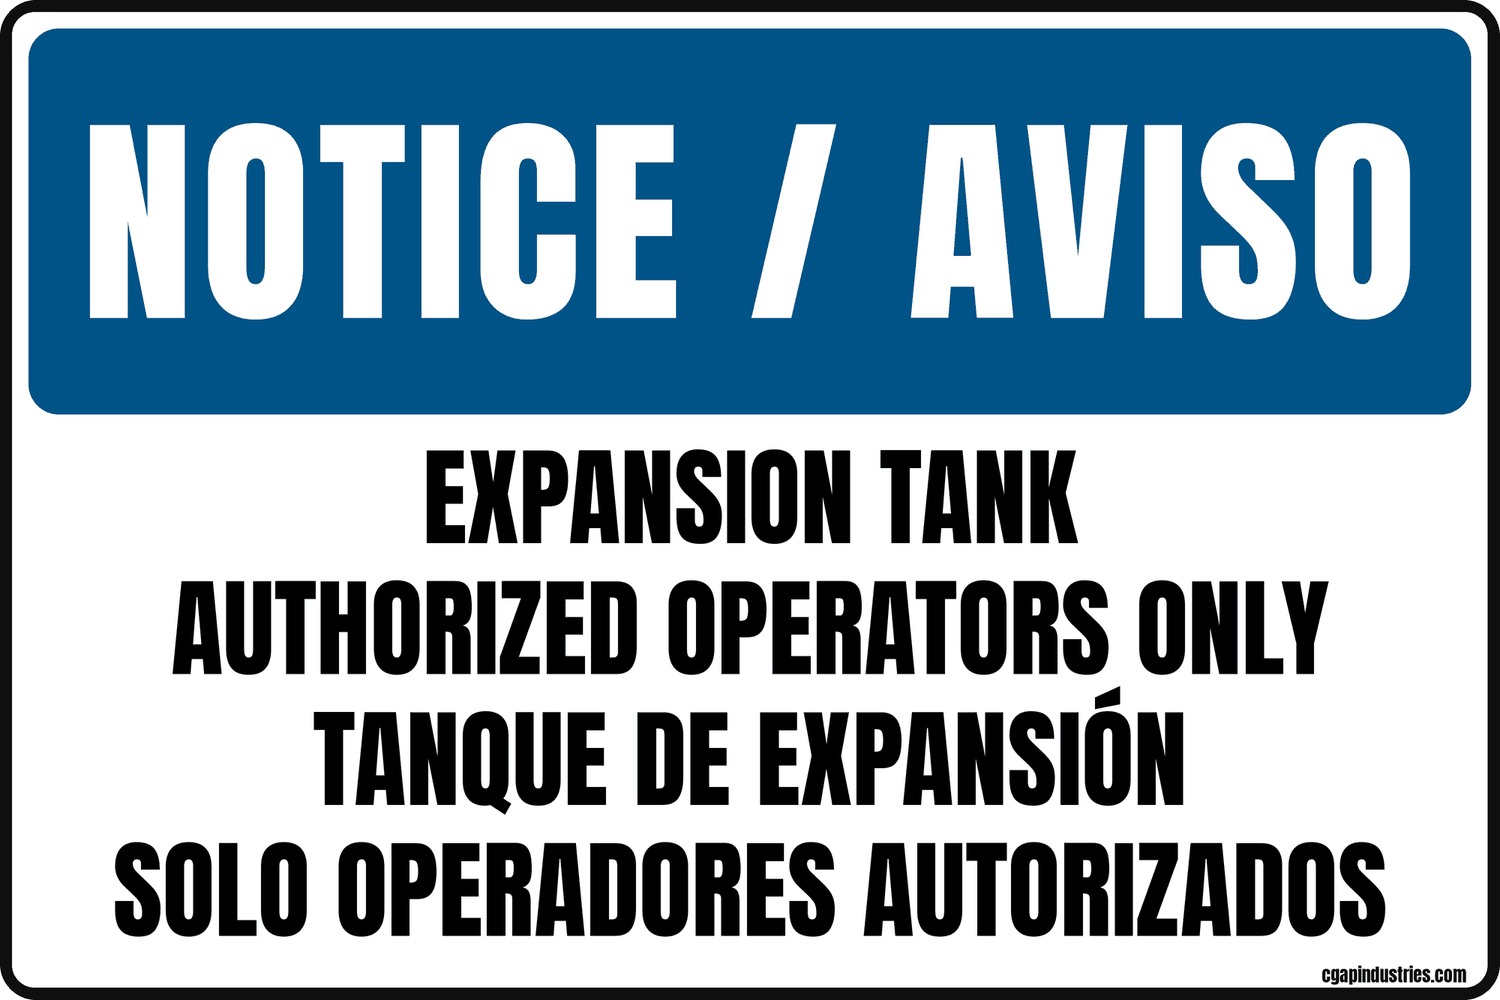 NOTICE / AVISO
EXPANSION TANK
AUTHORIZED OPERATORS ONLY
TANQUE DE EXPANSIÓN
SOLO OPERADORES AUTORIZADOS
cgapindustries.com